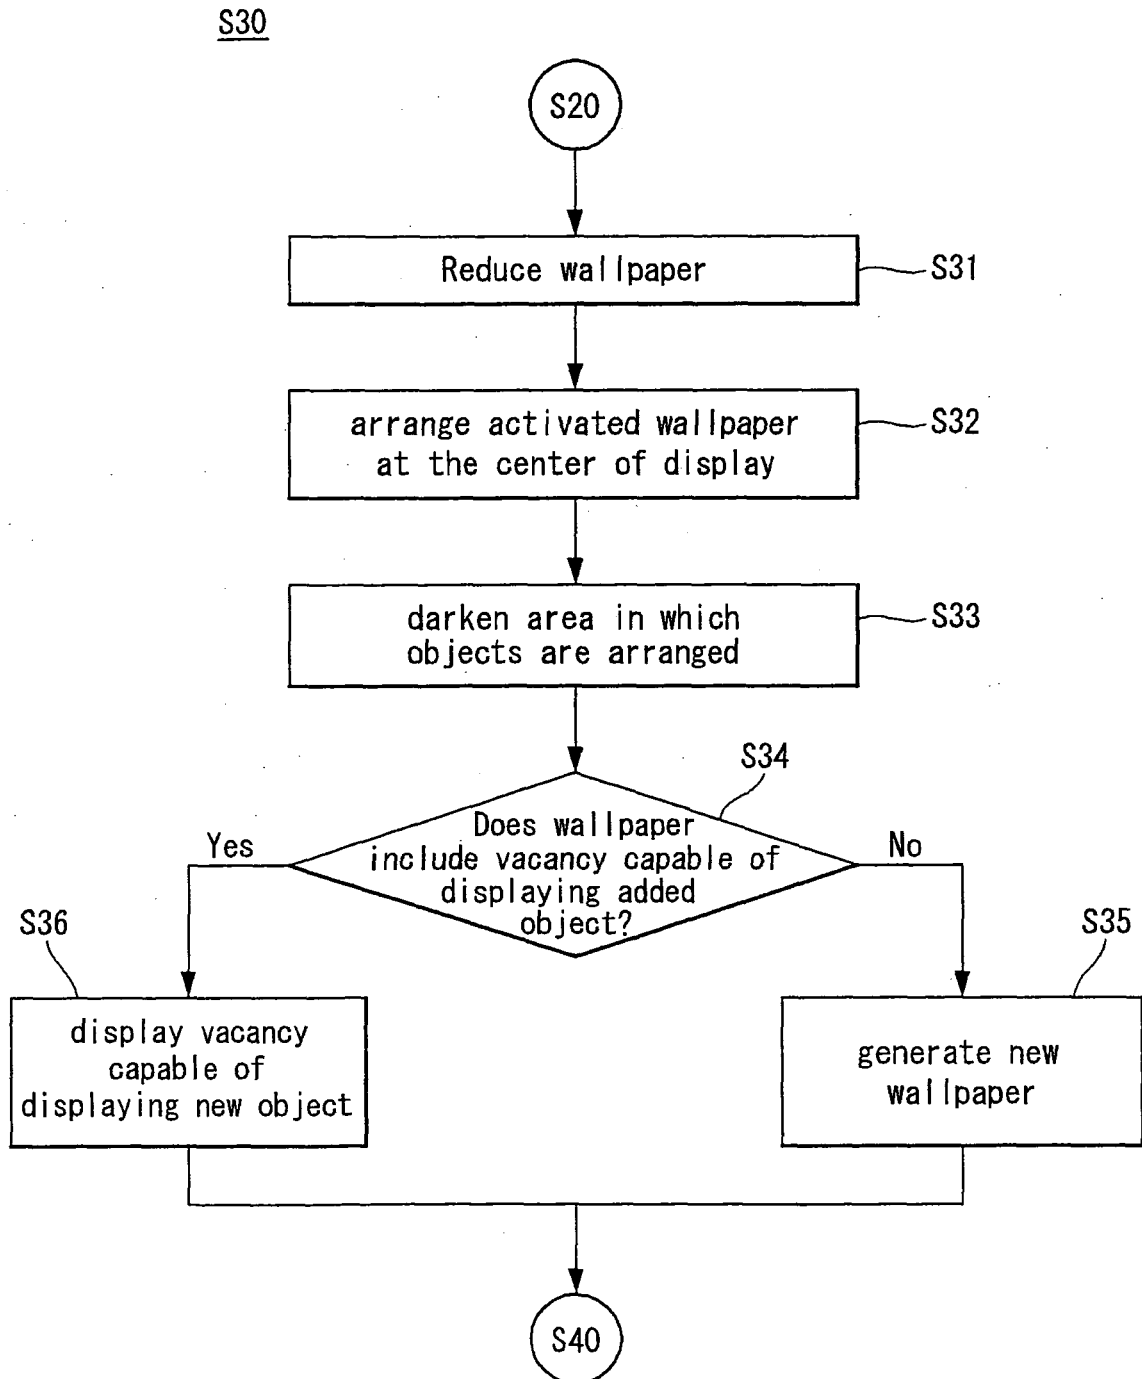 S30
S20
Reduce wallpaper
S31
arrange activated wallpaper
at the center of display
S32
darken area in which
objects are arranged
S33
S34
Does wallpaper
include vacancy capable of
displaying added
object?
Yes
No
S36
S35
display vacancy
capable of
displaying new object
generate new
wallpaper
S40